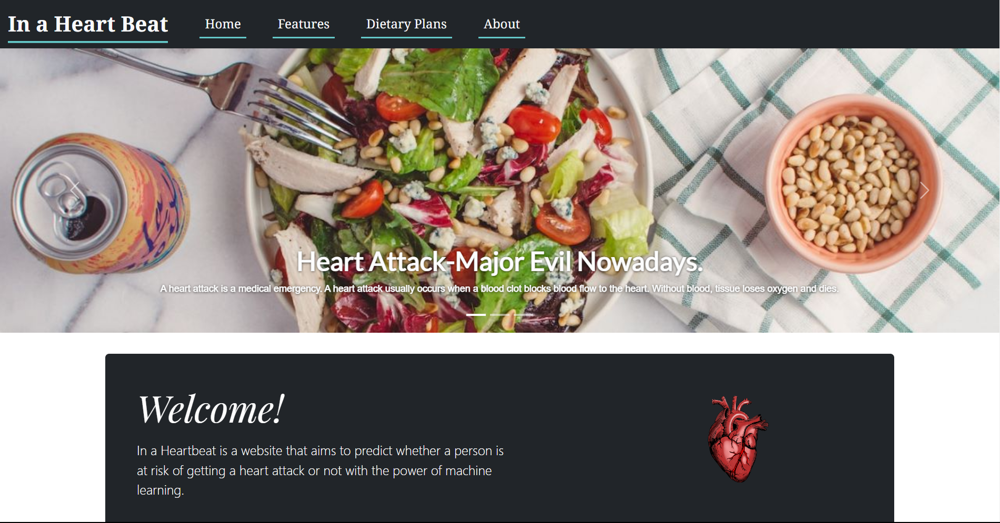 In a Heart Beat
Home
Features
Dietary Plans
About
Heart Attack-Major Evil Nowadays.
A heart attack is a medical emergency. A heart attack usually occurs when a blood clot blocks blood flow to the heart. Without blood, tissue loses oxygen and dies.
Welcome!
In a Heartbeat is a website that aims to predict whether a person is
at risk of getting a heart attack or not with the power of machine
learning.